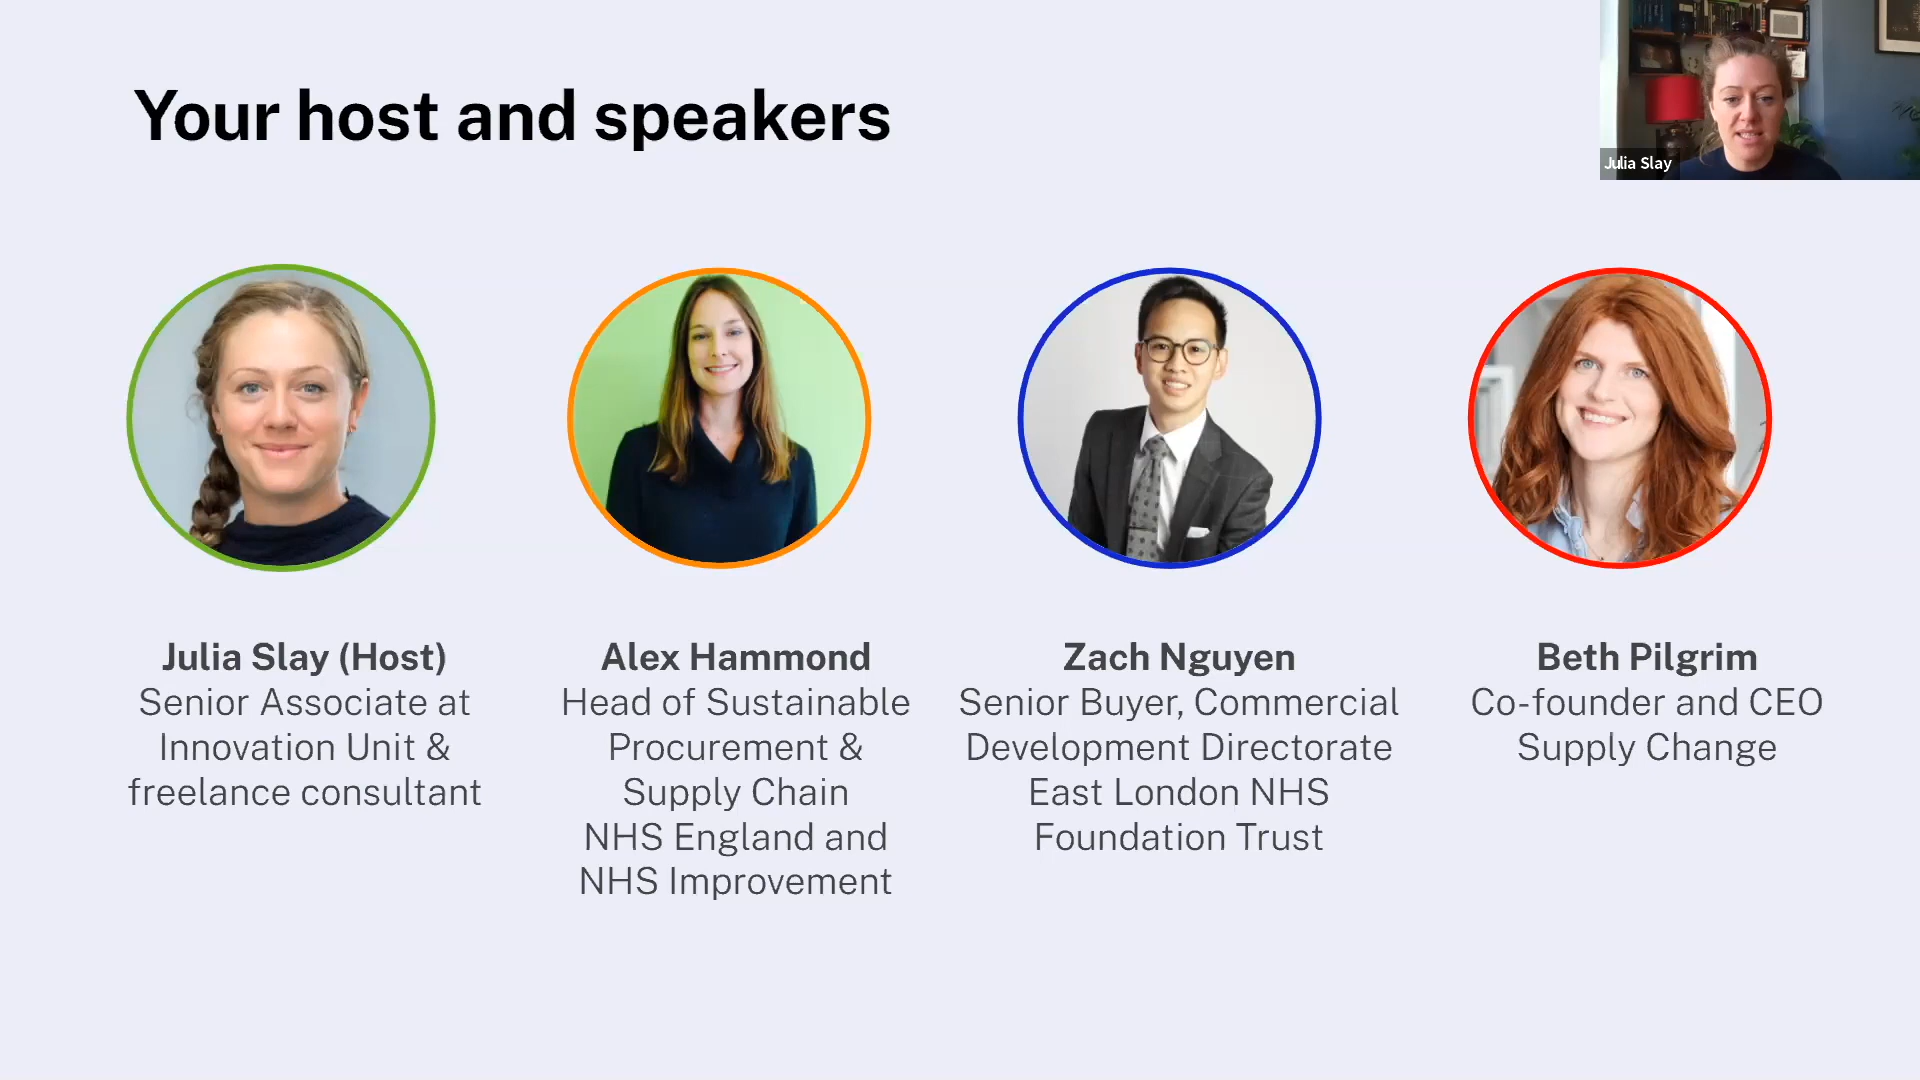 Your host and speakers
Julia Slay
Julia Slay (Host)
Senior Associate at
Innovation Unit &
freelance consultant
Alex Hammond
Head of Sustainable
Procurement &
Supply Chain
NHS England and
NHS Improvement
Zach Nguyen
Senior Buyer, Commercial
Development Directorate
East London NHS
Foundation Trust
Beth Pilgrim
Co-founder and CEO
Supply Change